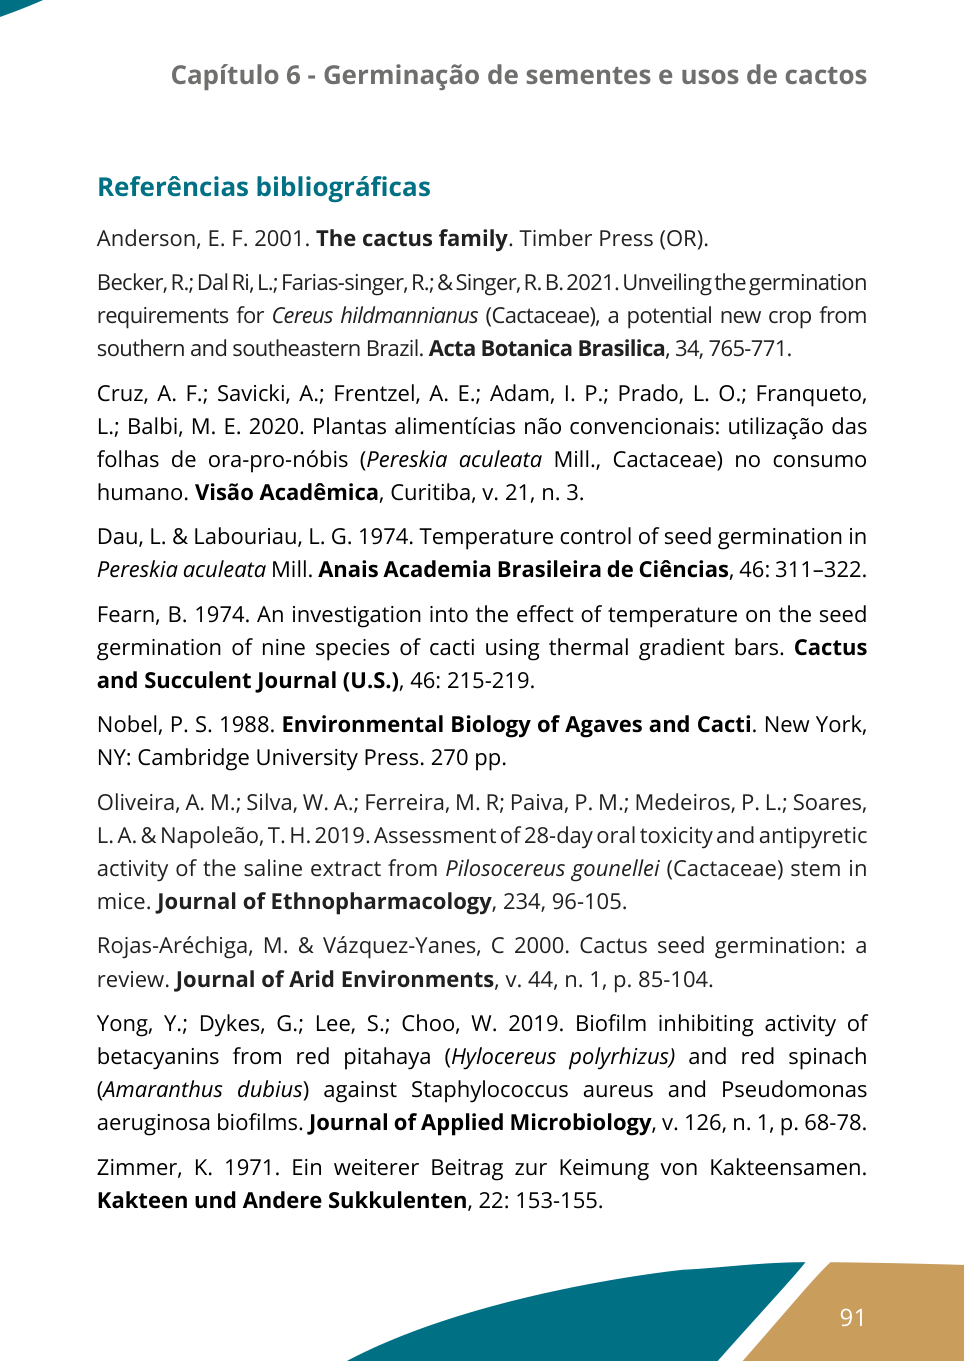 Capítulo 6 - Germinação de sementes e usos de cactos
Referências bibliográficas
Anderson, E. F. 2001. The cactus family. Timber Press (OR).
Becker, R.; Dal Ri, L.; Farias-singer, R.; & Singer, R. B. 2021. Unveiling the germination
requirements for Cereus hildmannianus (Cactaceae), a potential new crop from
southern and southeastern Brazil. Acta Botanica Brasilica, 34, 765-771.
Cruz, A. F.; Savicki, A.; Frentzel, A. E.; Adam, I. P.; Prado, L. O.; Franqueto,
L.; Balbi, M. E. 2020. Plantas alimentícias não convencionais: utilização das
folhas de ora-pro-nóbis (Pereskia aculeata Mill., Cactaceae) no consumo
humano. Visão Acadêmica, Curitiba, v. 21, n. 3.
Dau, L. & Labouriau, L. G. 1974. Temperature control of seed germination in
Pereskia aculeata Mill. Anais Academia Brasileira de Ciências, 46: 311–322.
Fearn, B. 1974. An investigation into the effect of temperature on the seed
germination of nine species of cacti using thermal gradient bars. Cactus
and Succulent Journal (U.S.), 46: 215-219.
Nobel, P. S. 1988. Environmental Biology of Agaves and Cacti. New York,
NY: Cambridge University Press. 270 pp.
Oliveira, A. M.; Silva, W. A.; Ferreira, M. R; Paiva, P. M.; Medeiros, P. L.; Soares,
L. A. & Napoleão, T. H. 2019. Assessment of 28-day oral toxicity and antipyretic
activity of the saline extract from Pilosocereus gounellei (Cactaceae) stem in
mice. Journal of Ethnopharmacology, 234, 96-105.
Rojas-Aréchiga, M. & Vázquez-Yanes, C 2000. Cactus seed germination: a
review. Journal of Arid Environments, v. 44, n. 1, p. 85-104.
Yong, Y.; Dykes, G.; Lee, S.; Choo, W. 2019. Biofilm inhibiting activity of
betacyanins from red pitahaya (Hylocereus polyrhizus) and red spinach
(Amaranthus dubius) against Staphylococcus aureus and Pseudomonas
aeruginosa biofilms. Journal of Applied Microbiology, v. 126, n. 1, p. 68-78.
Zimmer, K. 1971. Ein weiterer Beitrag zur Keimung von Kakteensamen.
Kakteen und Andere Sukkulenten, 22: 153-155.
91